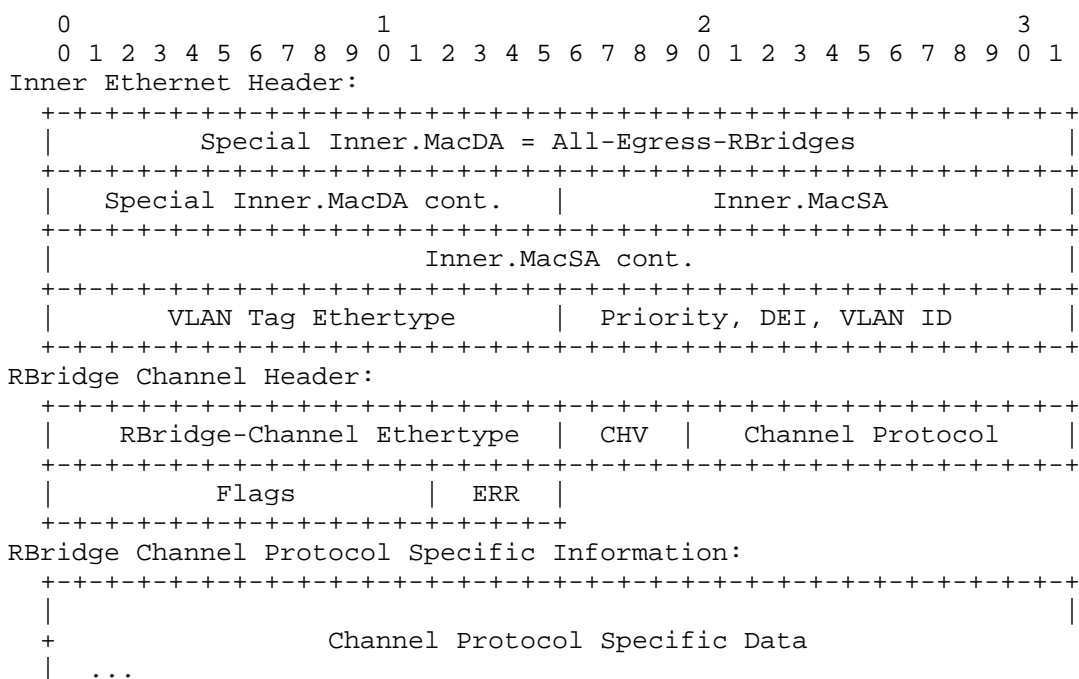 0                   1                   2                   3
    0 1 2 3 4 5 6 7 8 9 0 1 2 3 4 5 6 7 8 9 0 1 2 3 4 5 6 7 8 9 0 1
 Inner Ethernet Header:
   +-+-+-+-+-+-+-+-+-+-+-+-+-+-+-+-+-+-+-+-+-+-+-+-+-+-+-+-+-+-+-+-+
   |         Special Inner.MacDA = All-Egress-RBridges             |
   +-+-+-+-+-+-+-+-+-+-+-+-+-+-+-+-+-+-+-+-+-+-+-+-+-+-+-+-+-+-+-+-+
   |   Special Inner.MacDA cont.   |         Inner.MacSA           |
   +-+-+-+-+-+-+-+-+-+-+-+-+-+-+-+-+-+-+-+-+-+-+-+-+-+-+-+-+-+-+-+-+
   |                       Inner.MacSA cont.                       |
   +-+-+-+-+-+-+-+-+-+-+-+-+-+-+-+-+-+-+-+-+-+-+-+-+-+-+-+-+-+-+-+-+
   |       VLAN Tag Ethertype      |  Priority, DEI, VLAN ID       |
   +-+-+-+-+-+-+-+-+-+-+-+-+-+-+-+-+-+-+-+-+-+-+-+-+-+-+-+-+-+-+-+-+
 RBridge Channel Header:
   +-+-+-+-+-+-+-+-+-+-+-+-+-+-+-+-+-+-+-+-+-+-+-+-+-+-+-+-+-+-+-+-+
   |    RBridge-Channel Ethertype  |  CHV  |   Channel Protocol    |
   +-+-+-+-+-+-+-+-+-+-+-+-+-+-+-+-+-+-+-+-+-+-+-+-+-+-+-+-+-+-+-+-+
   |          Flags        |  ERR  |
   +-+-+-+-+-+-+-+-+-+-+-+-+-+-+-+-+
 RBridge Channel Protocol Specific Information:
   +-+-+-+-+-+-+-+-+-+-+-+-+-+-+-+-+-+-+-+-+-+-+-+-+-+-+-+-+-+-+-+-+
   |                                                               |
   +                 Channel Protocol Specific Data
   |  ...